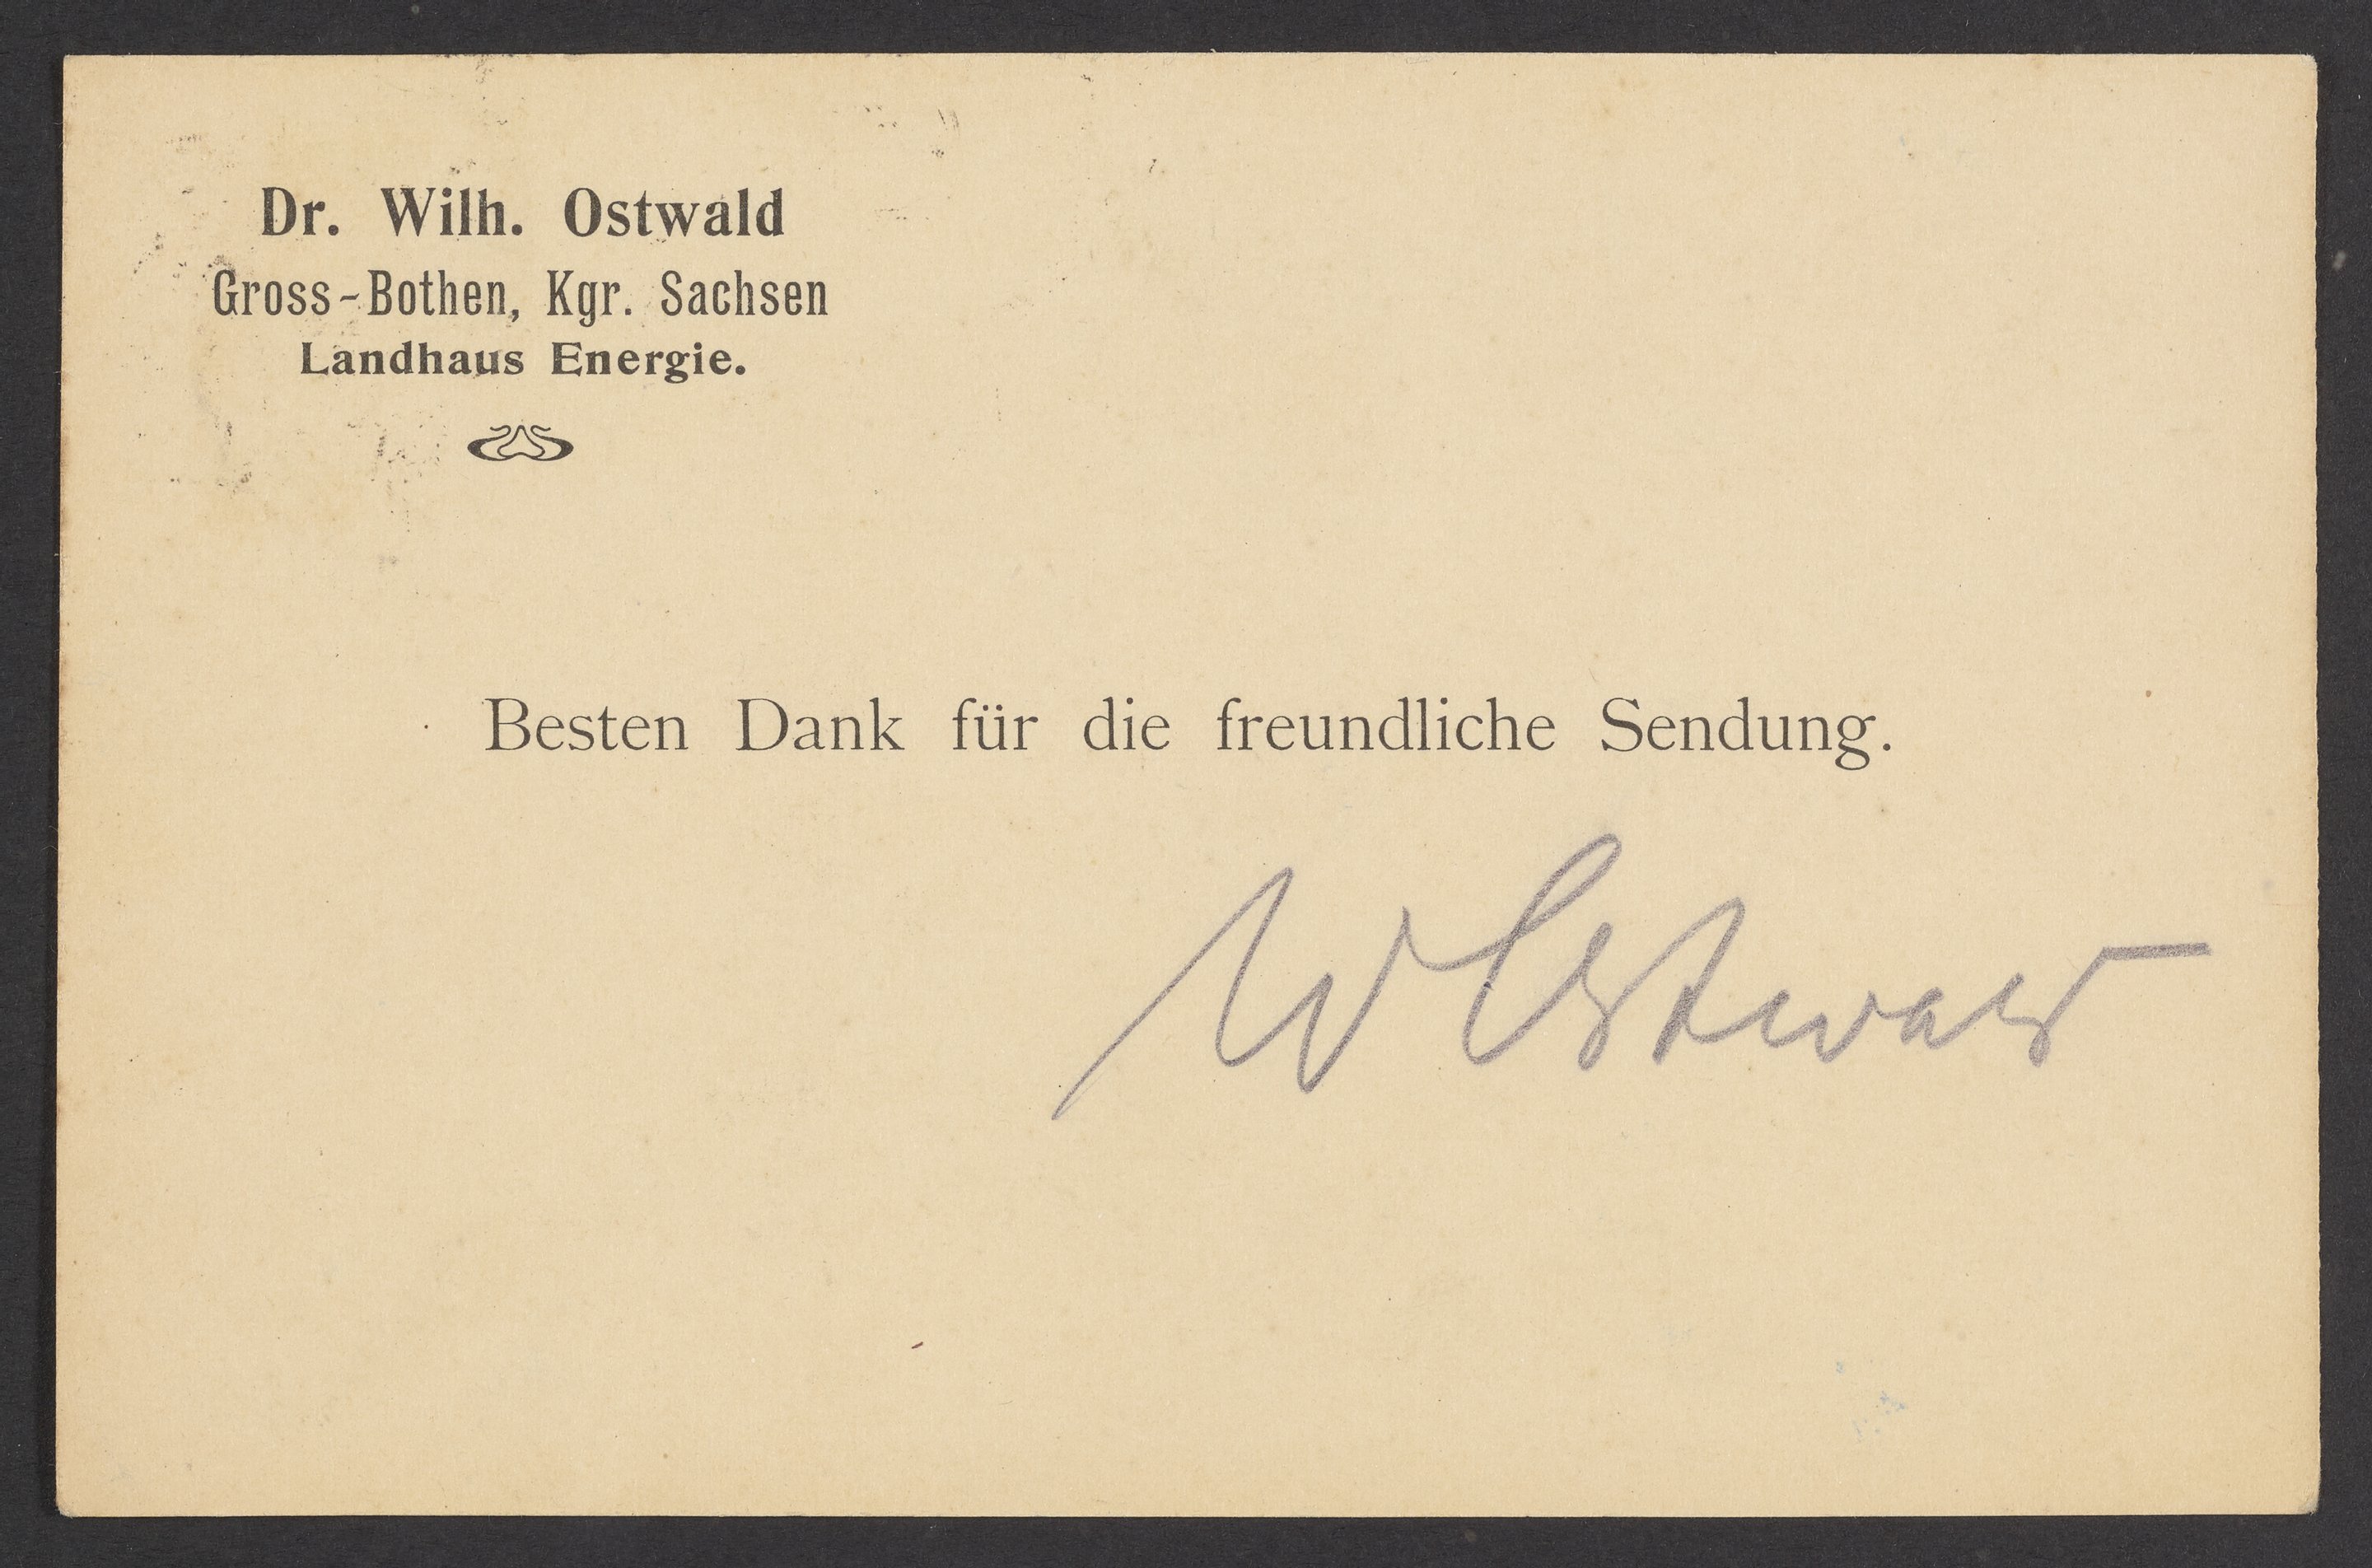 Dr. Wilh. Ostwald
Gross-Bothen, Kgr. Sachsen
Landhaus Energie.
Besten Dank für die freundliche Sendung.
W Ostwald